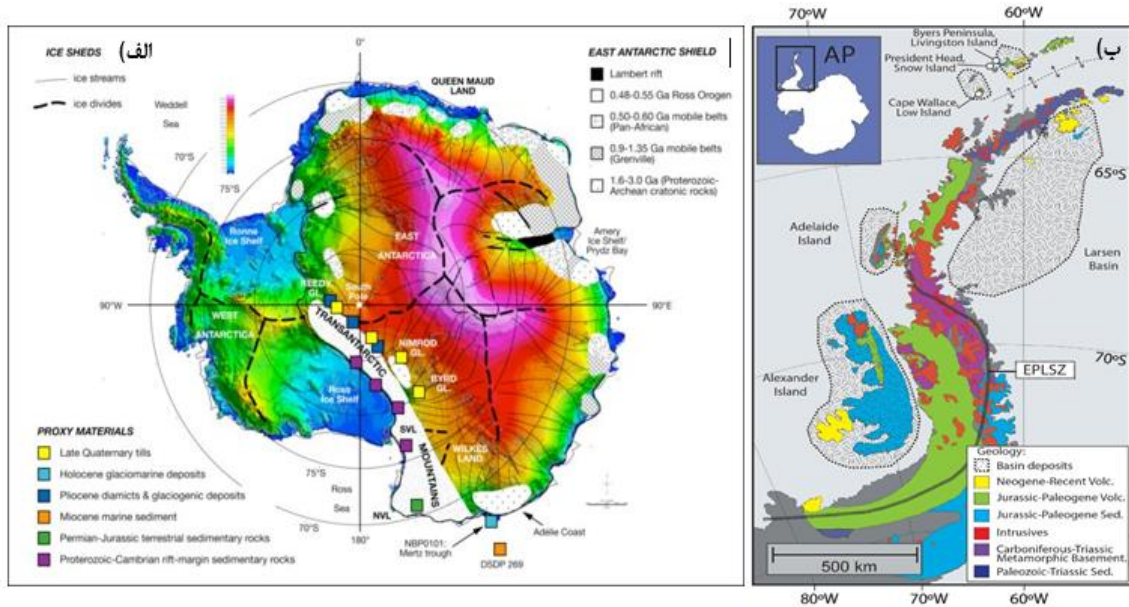 الف)
ICE SHEDS
ice streams
ice divides
Weddell
Sea
70°S
75°S
0°
QUEEN MAUD
LAND
EAST ANTARCTIC SHIELD
Lambert rift
0.48-0.55 Ga Ross Orogen
0.50-0.60 Ga mobile belts
(Pan-African)
0.9-1.35 Ga mobile belts
(Grenville)
1.6-3.0 Ga (Proterozoic-
Archean cratonic rocks)
Ronne
Ice Shelf
EAST
ANTARCTICA
Amery
Ice Shelf/
Prydz Bay
90°W
REEDY
GL.
South
Pole
90°E
WEST
ANTARCTICA
TRANSANTARCTIC
MOUNTAINS
NIMROD
GL.
BYRD
GL.
Ross
Ice Shelf
SVL
WILKES
LAND
75°S
Ross
Sea
70°S
NVL
180°
Adélie Coast
NBP0101:
Mertz trough
DSDP 269
PROXY MATERIALS
Late Quaternary tills
Holocene glaciomarine deposits
Pliocene diamicts & glaciogenic deposits
Miocene marine sediment
Permian-Jurassic terrestrial sedimentary rocks
Proterozoic-Cambrian rift-margin sedimentary rocks
ب)
70ºW
60ºW
AP
Byers Peninsula,
Livingston Island
President Head,
Snow Island
Cape Wallace,
Low Island
65ºS
Adelaide
Island
Larsen
Basin
70ºS
EPLSZ
Alexander
Island
Geology:
Basin deposits
Neogene-Recent Volc.
Jurassic-Paleogene Volc.
Jurassic-Paleogene Sed.
Intrusives
Carboniferous-Triassic
Metamorphic Basement.
Paleozoic-Triassic Sed.
500 km
80ºW
70ºW
60ºW